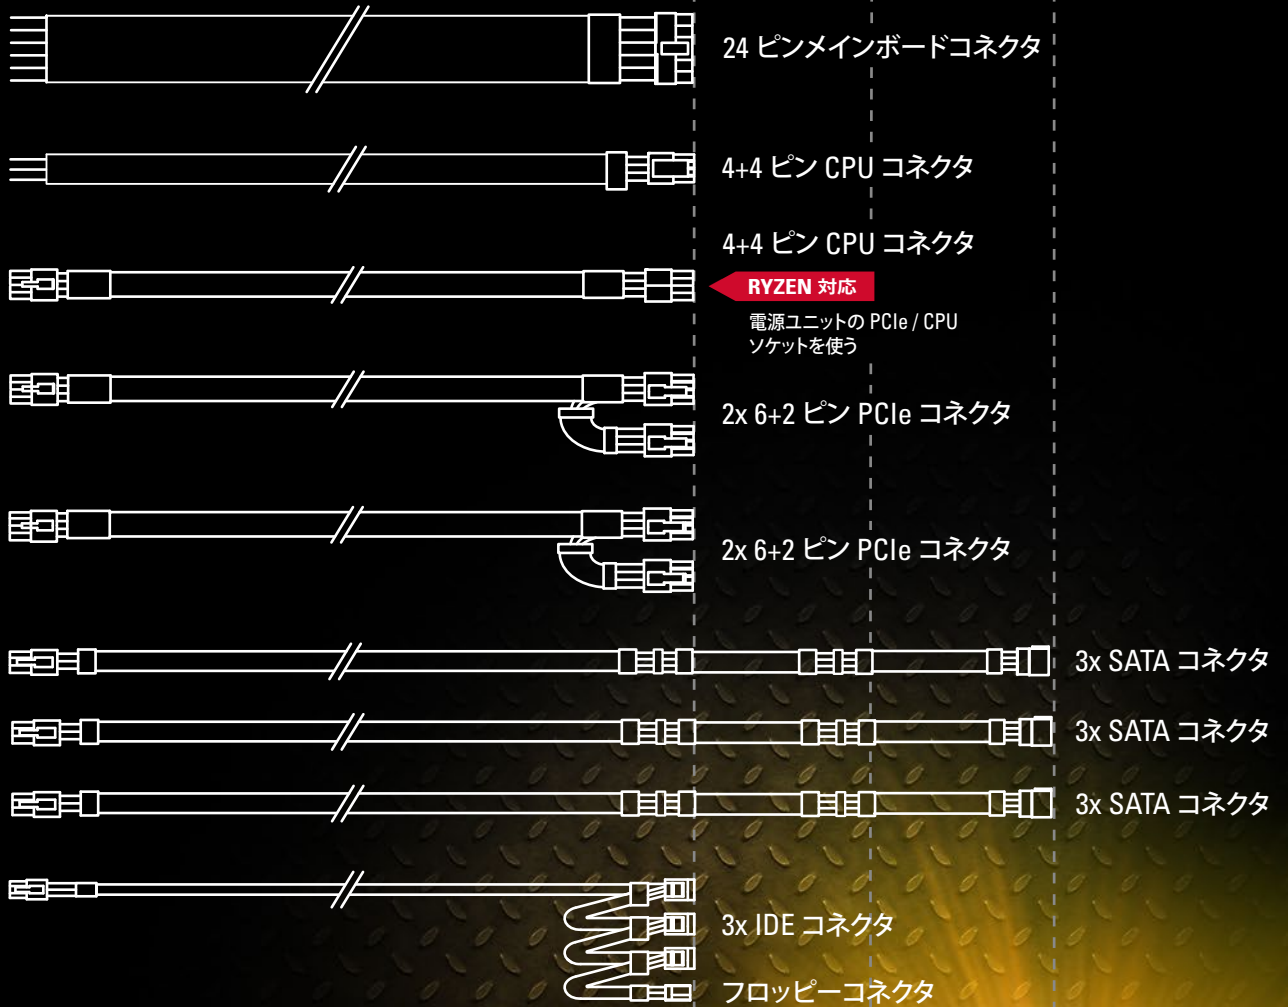 24 ピンメインボードコネクタ
4+4 ピン CPU コネクタ
4+4 ピン CPU コネクタ
RYZEN 対応
電源ユニットの PCIe / CPU
ソケットを使う
2x 6+2 ピン PCIe コネクタ
2x 6+2 ピン PCIe コネクタ
3x SATA コネクタ
3x SATA コネクタ
3x SATA コネクタ
3x IDE コネクタ
フロッピーコネクタ